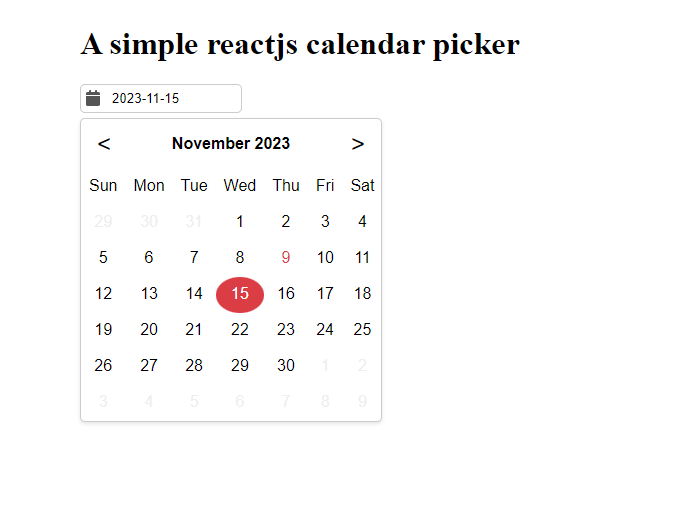 A simple reactjs calendar picker
2023-11-15
< November 2023 >
Sun Mon Tue Wed Thu Fri Sat
29 30 31 1 2 3 4
5 6 7 8 9 10 11
12 13 14 15 16 17 18
19 20 21 22 23 24 25
26 27 28 29 30 1 2
3 4 5 6 7 8 9